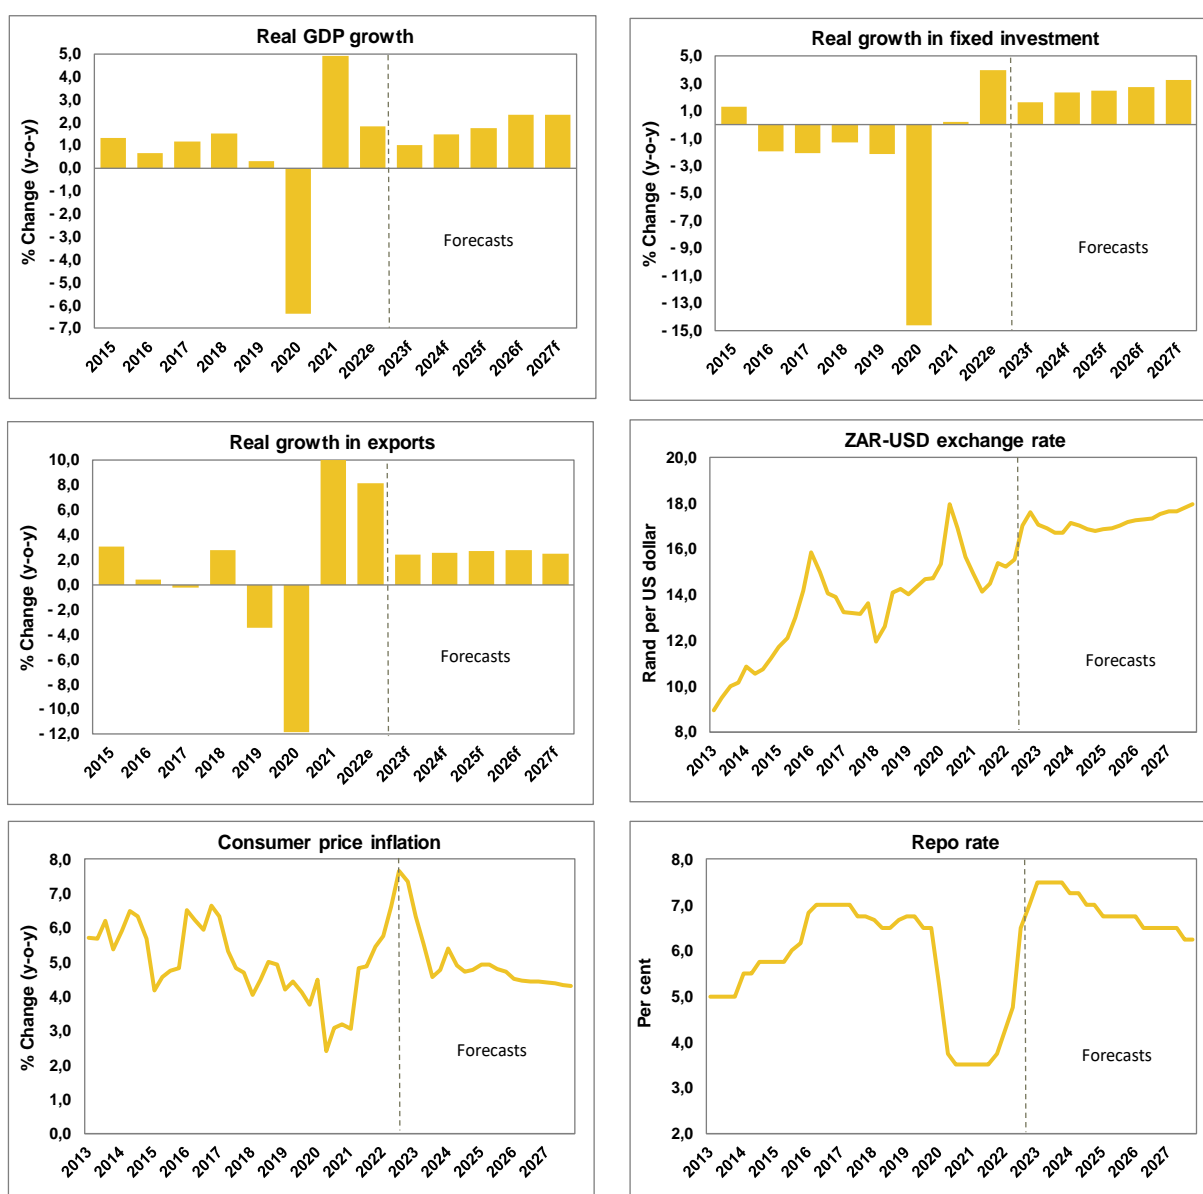 Real GDP growth
% Change (y-o-y)
5,0
4,0
3,0
2,0
1,0
0,0
- 1,0
- 2,0
- 3,0
- 4,0
- 5,0
- 6,0
- 7,0
Forecasts
2015 2016 2017 2018 2019 2020 2021 2022e 2023f 2024f 2025f 2026f 2027f
Real growth in fixed investment
% Change (y-o-y)
5,0
3,0
1,0
- 1,0
- 3,0
- 5,0
- 7,0
- 9,0
- 11,0
- 13,0
- 15,0
Forecasts
2015 2016 2017 2018 2019 2020 2021 2022e 2023f 2024f 2025f 2026f 2027f
Real growth in exports
% Change (y-o-y)
10,0
8,0
6,0
4,0
2,0
0,0
- 2,0
- 4,0
- 6,0
- 8,0
- 10,0
- 12,0
Forecasts
2015 2016 2017 2018 2019 2020 2021 2022e 2023f 2024f 2025f 2026f 2027f
ZAR-USD exchange rate
Rand per US dollar
20,0
18,0
16,0
14,0
12,0
10,0
8,0
Forecasts
2013 2014 2015 2016 2017 2018 2019 2020 2021 2022 2023 2024 2025 2026 2027
Consumer price inflation
% Change (y-o-y)
8,0
7,0
6,0
5,0
4,0
3,0
2,0
1,0
0,0
Forecasts
2013 2014 2015 2016 2017 2018 2019 2020 2021 2022 2023 2024 2025 2026 2027
Repo rate
Per cent
8,0
7,0
6,0
5,0
4,0
3,0
2,0
Forecasts
2013 2014 2015 2016 2017 2018 2019 2020 2021 2022 2023 2024 2025 2026 2027